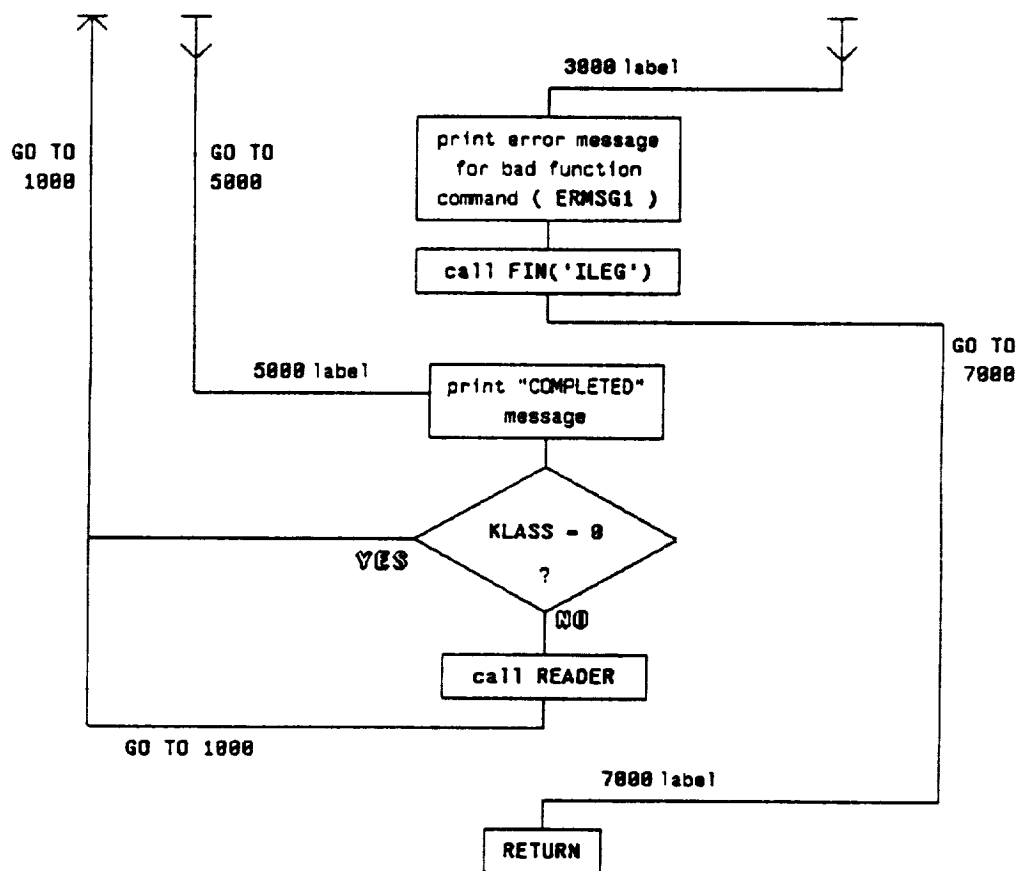 3000 label
print error message
for bad function
command ( ERMSG1 )
GO TO
1000
GO TO
5000
call FIN('ILEG')
GO TO
7000
5000 label
print "COMPLETED"
message
KLASS = 0
?
YES
NO
call READER
GO TO 1000
7000 label
RETURN